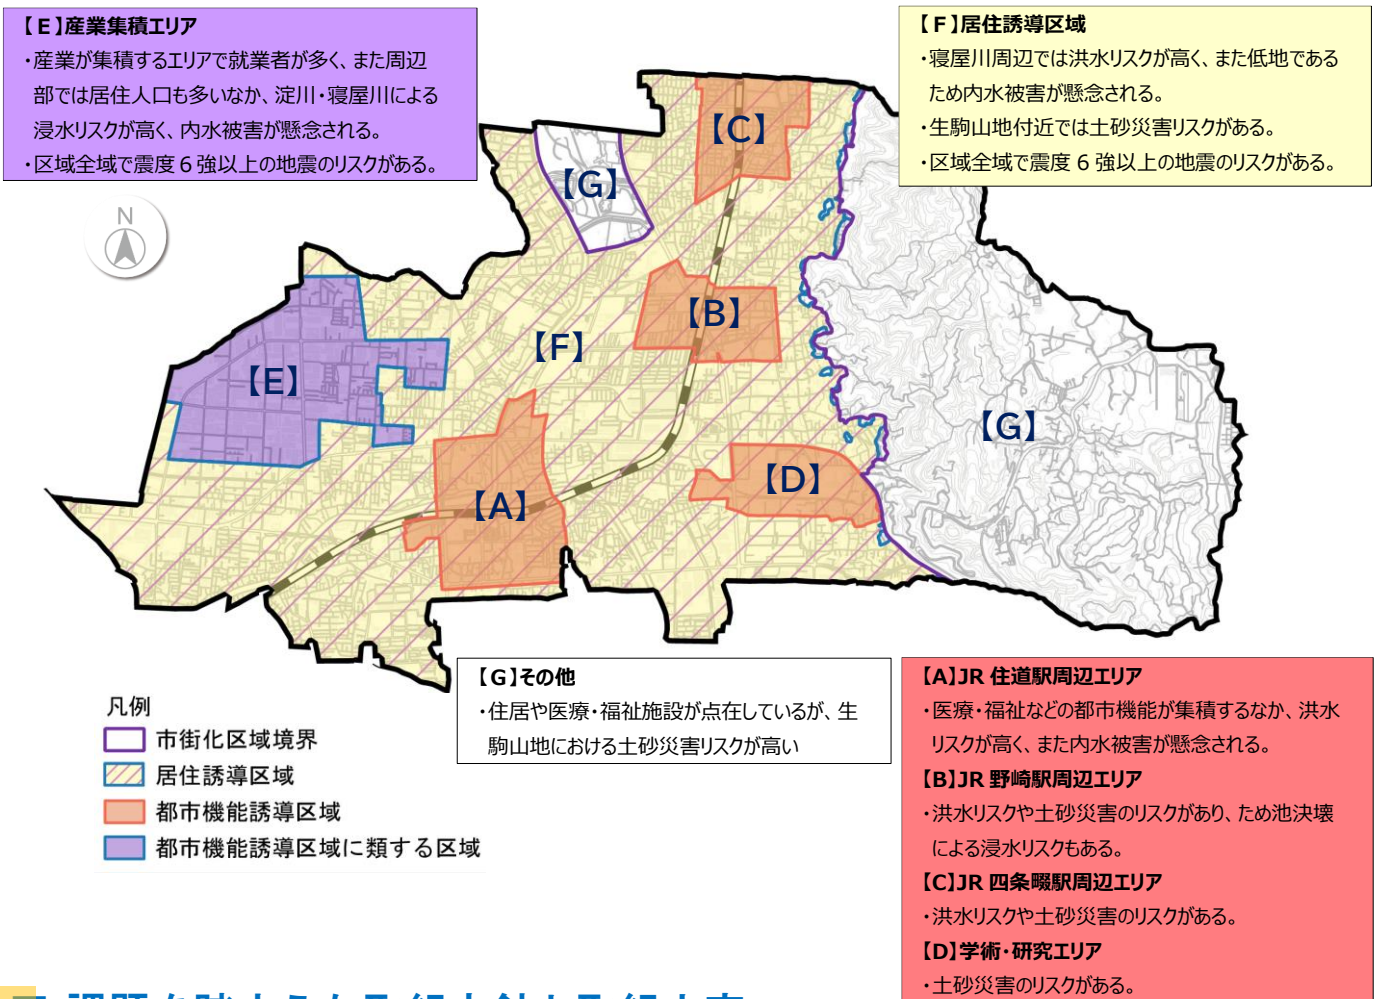 【E】産業集積エリア
・産業が集積するエリアで就業者が多く、また周辺
部では居住人口も多いなか、淀川・寝屋川による
浸水リスクが高く、内水被害が懸念される。
・区域全域で震度６強以上の地震のリスクがある。
【F】居住誘導区域
・寝屋川周辺では洪水リスクが高く、また低地である
ため内水被害が懸念される。
・生駒山地付近では土砂災害リスクがある。
・区域全域で震度 6 強以上の地震のリスクがある。
N
【C】
【G】
【B】
【F】
【E】
【G】
【D】
【A】
【G】その他
・住居や医療・福祉施設が点在しているが、生
駒山地における土砂災害リスクが高い
凡例
市街化区域境界
居住誘導区域
都市機能誘導区域
都市機能誘導区域に類する区域
【A】JR 住道駅周辺エリア
・医療・福祉などの都市機能が集積するなか、洪水
リスクが高く、また内水被害が懸念される。
【B】JR 野崎駅周辺エリア
・洪水リスクや土砂災害のリスクがあり、ため池決壊
による浸水リスクもある。
【C】JR 四条畷駅周辺エリア
・洪水リスクや土砂災害のリスクがある。
【D】学術・研究エリア
・土砂災害のリスクがある。